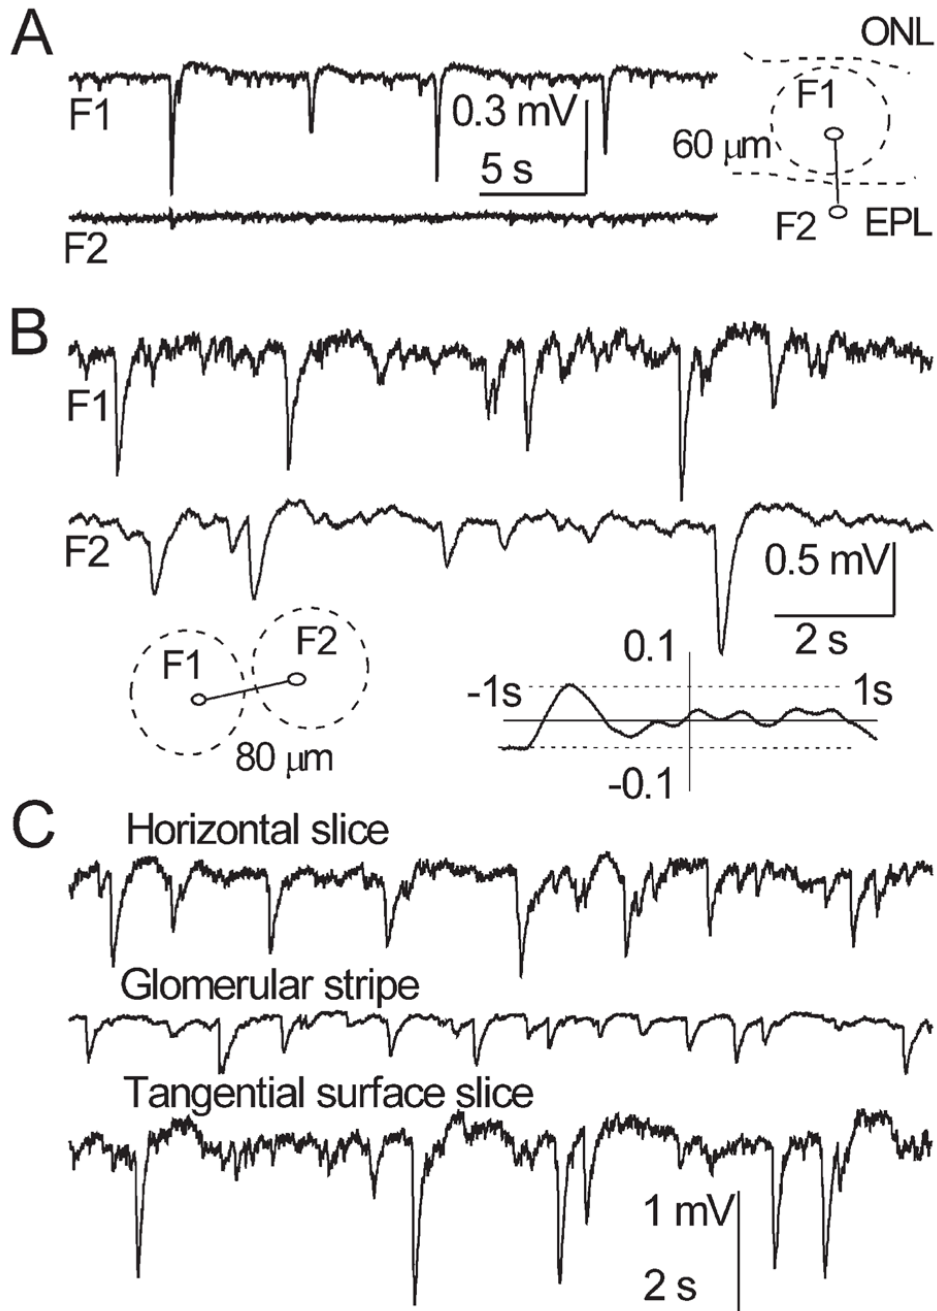 A
ONL
F1
F1
0.3 mV
60 μm
5 s
F2
F2
EPL
B
F1
F2
0.5 mV
2 s
F1
F2
0.1
-1s
1s
80 μm
-0.1
C
Horizontal slice
Glomerular stripe
Tangential surface slice
1 mV
2 s